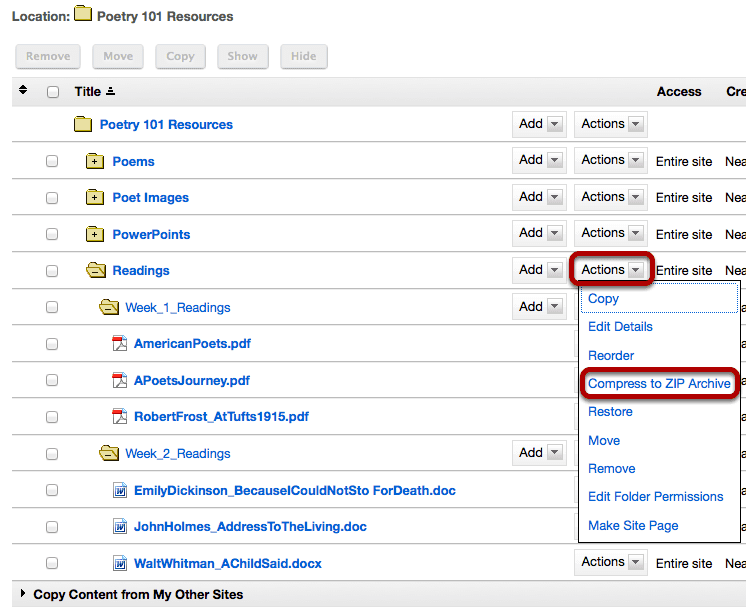 Location: Poetry 101 Resources
Remove Move Copy Show Hide
Title Access Cre
Poetry 101 Resources Add Actions
Poems Add Actions Entire site Nea
Poet Images Add Actions Entire site Nea
PowerPoints Add Actions Entire site Nea
Readings Add Actions Entire site Nea
Copy
Week_1_Readings Add
Edit Details
AmericanPoets.pdf
Reorder
APoetsJourney.pdf
Compress to ZIP Archive
RobertFrost_AtTufts1915.pdf
Restore
Week_2_Readings Add
Move
Remove
EmilyDickinson_BecauseICouldNotSto ForDeath.doc
Edit Folder Permissions
JohnHolmes_AddressToTheLiving.doc
Make Site Page
WaltWhitman_AChildSaid.docx Actions Entire site Nea
Copy Content from My Other Sites